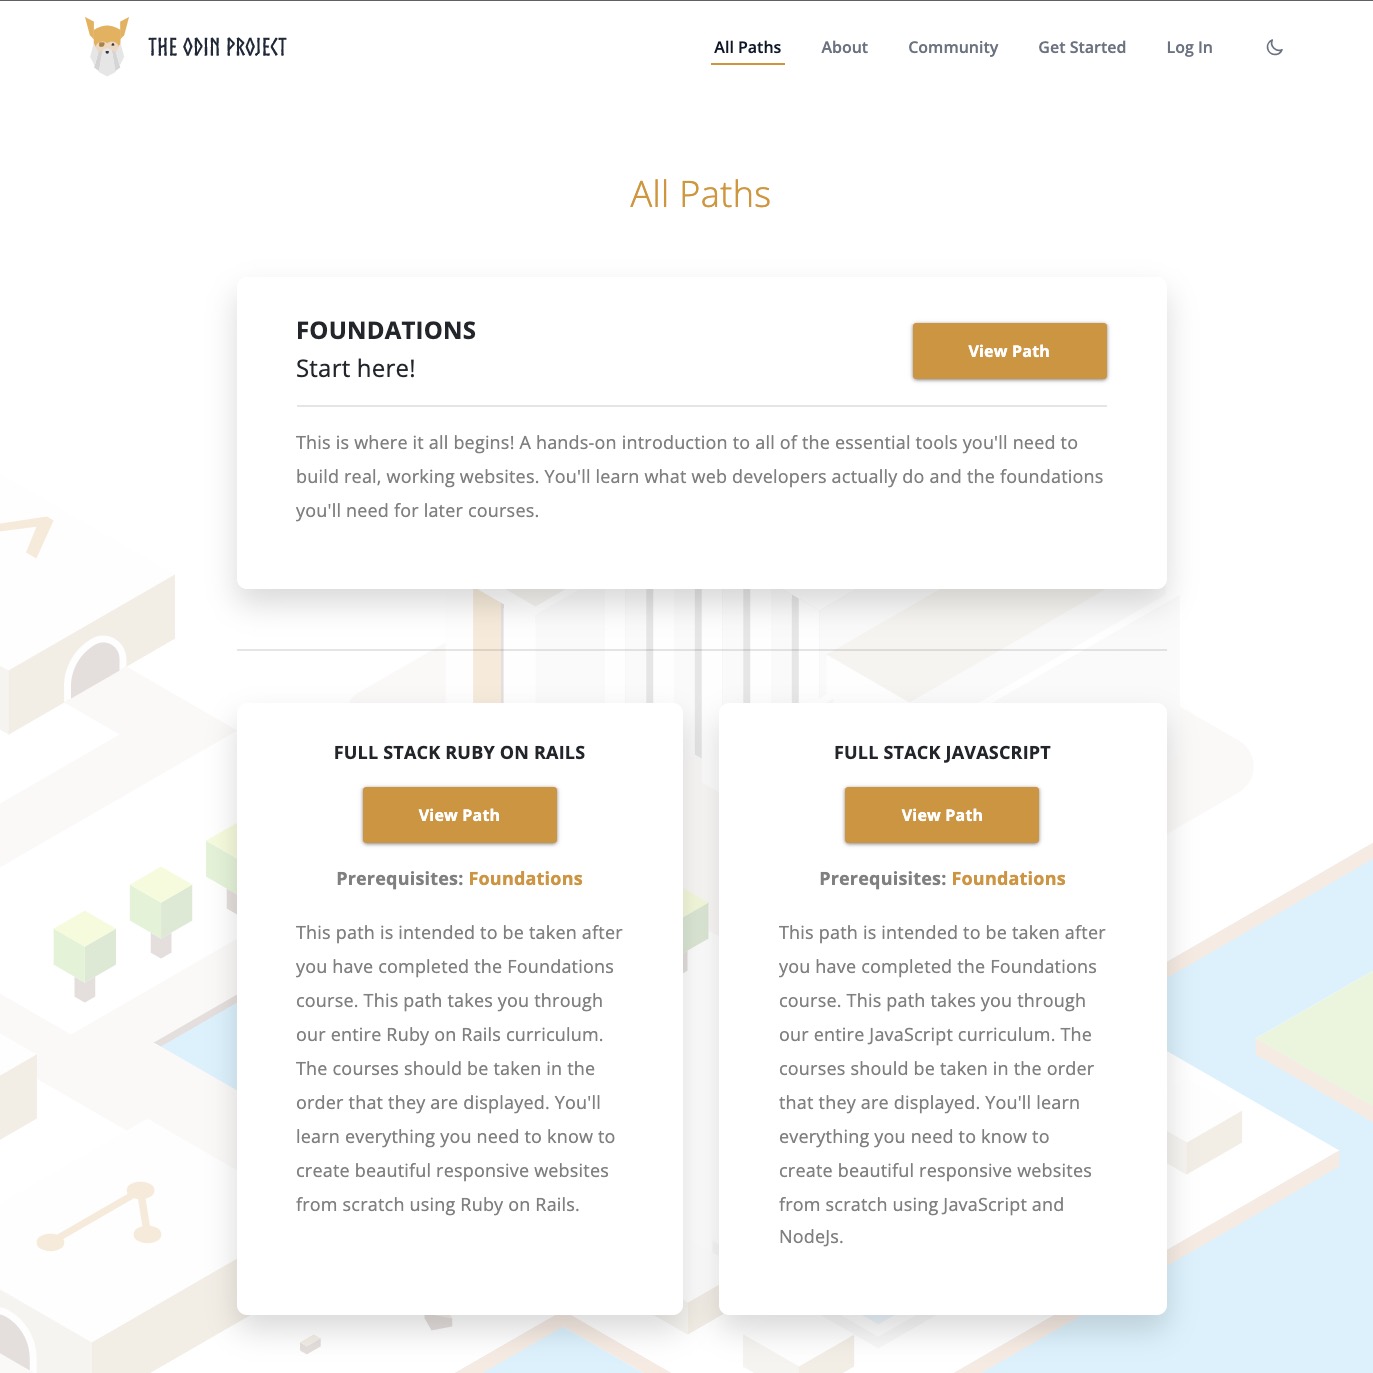 THE ODIN PROJECT
All Paths
About
Community
Get Started
Log In
All Paths
FOUNDATIONS
Start here!
View Path
This is where it all begins! A hands-on introduction to all of the essential tools you'll need to
build real, working websites. You'll learn what web developers actually do and the foundations
you'll need for later courses.
FULL STACK RUBY ON RAILS
View Path
Prerequisites: Foundations
This path is intended to be taken after
you have completed the Foundations
course. This path takes you through
our entire Ruby on Rails curriculum.
The courses should be taken in the
order that they are displayed. You'll
learn everything you need to know to
create beautiful responsive websites
from scratch using Ruby on Rails.
FULL STACK JAVASCRIPT
View Path
Prerequisites: Foundations
This path is intended to be taken after
you have completed the Foundations
course. This path takes you through
our entire JavaScript curriculum. The
courses should be taken in the order
that they are displayed. You'll learn
everything you need to know to
create beautiful responsive websites
from scratch using JavaScript and
NodeJs.